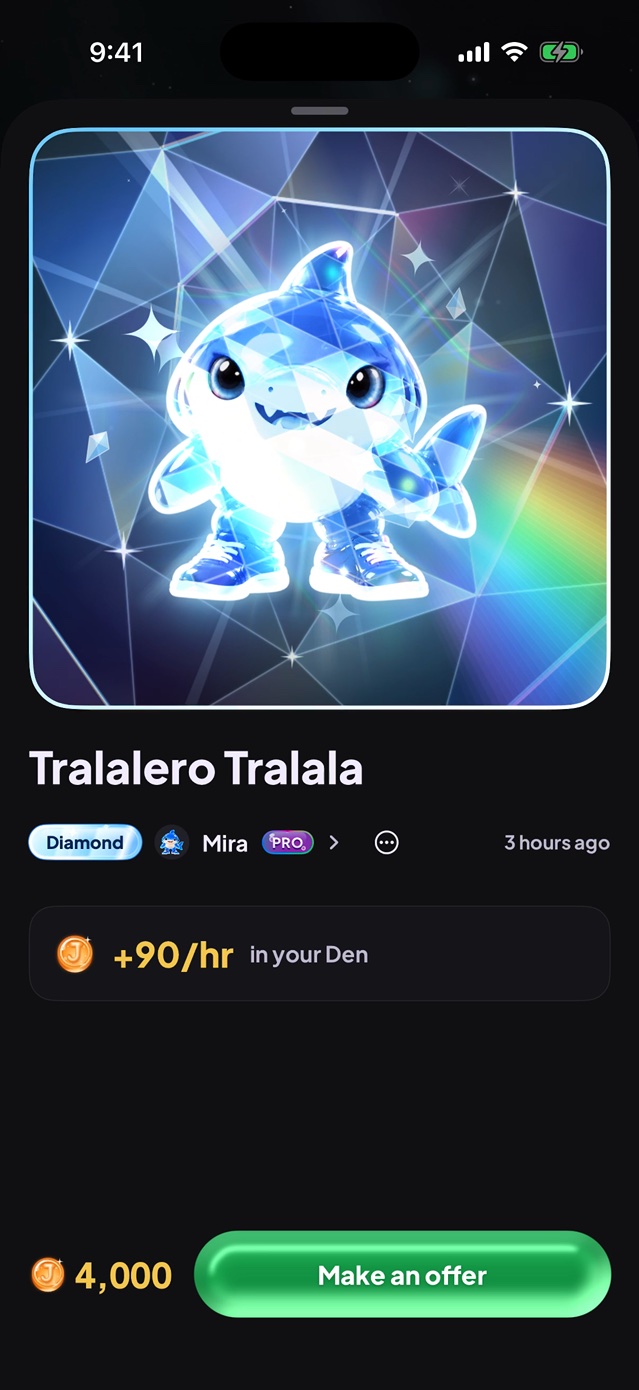 9:41
Tralalero Tralala
Diamond Mira PRO 3 hours ago
J +90/hr in your Den
J 4,000 Make an offer